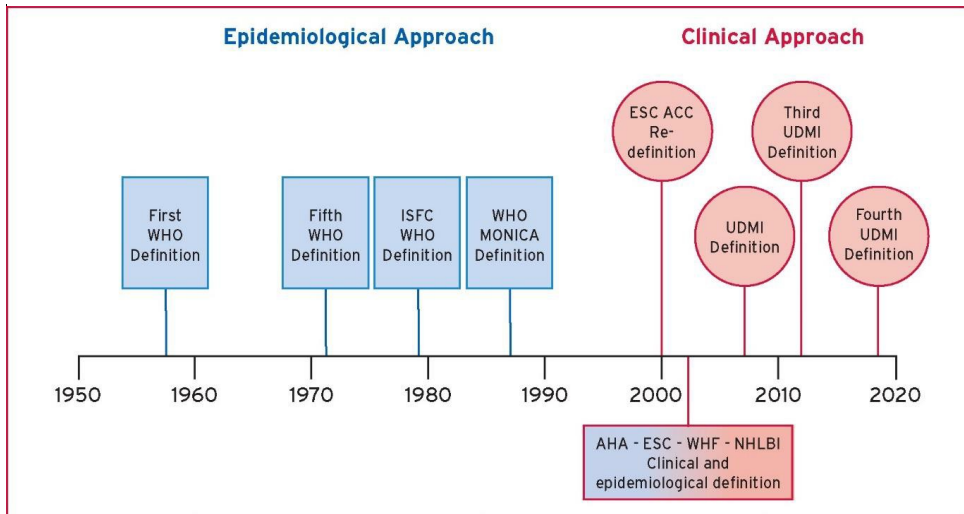 Epidemiological Approach
Clinical Approach
First
WHO
Definition
Fifth
WHO
Definition
ISFC
WHO
Definition
WHO
MONICA
Definition
ESC ACC
Re-
definition
UDMI
Definition
Third
UDMI
Definition
Fourth
UDMI
Definition
1950
1960
1970
1980
1990
2000
2010
2020
AHA - ESC - WHF - NHLBI
Clinical and
epidemiological definition